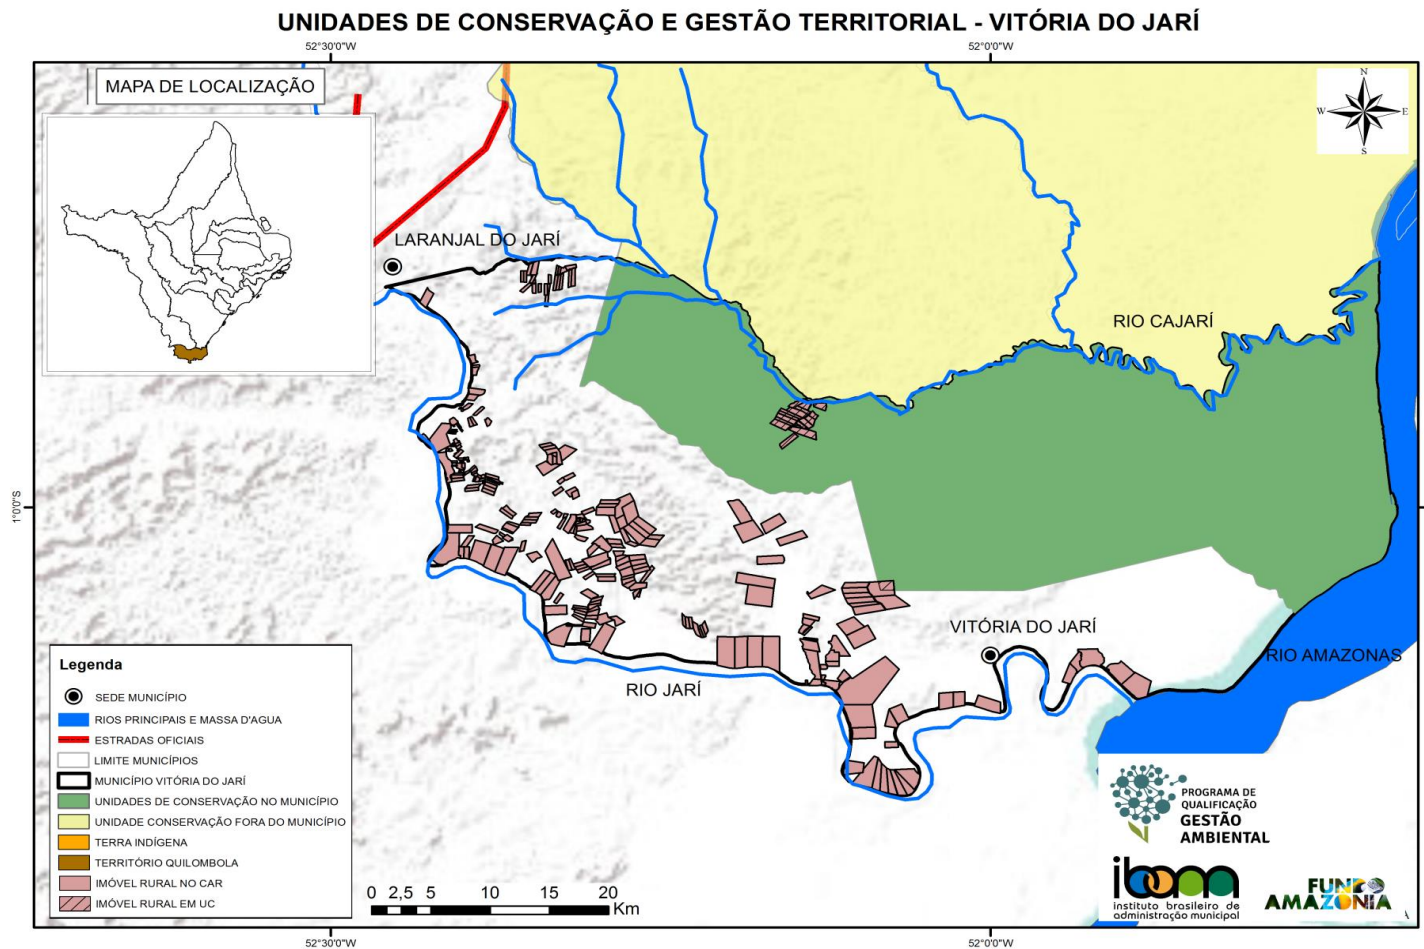 UNIDADES DE CONSERVAÇÃO E GESTÃO TERRITORIAL - VITÓRIA DO JARÍ
52°30'0"W
52°0'0"W
MAPA DE LOCALIZAÇÃO
N
W
E
S
LARANJAL DO JARÍ
RIO CAJARÍ
1°0'0"S
VITÓRIA DO JARÍ
RIO AMAZONAS
RIO JARÍ
Legenda
SEDE MUNICÍPIO
RIOS PRINCIPAIS E MASSA D'AGUA
ESTRADAS OFICIAIS
LIMITE MUNICÍPIOS
MUNICÍPIO VITÓRIA DO JARÍ
UNIDADES DE CONSERVAÇÃO NO MUNICÍPIO
UNIDADE CONSERVAÇÃO FORA DO MUNICÍPIO
TERRA INDÍGENA
TERRITÓRIO QUILOMBOLA
IMÓVEL RURAL NO CAR
IMÓVEL RURAL EM UC
0 2,5 5 10 15 20
Km
PROGRAMA DE
QUALIFICAÇÃO
GESTÃO
AMBIENTAL
ibam
instituto brasileiro de
administração municipal
FUNDO
AMAZÔNIA
52°30'0"W
52°0'0"W